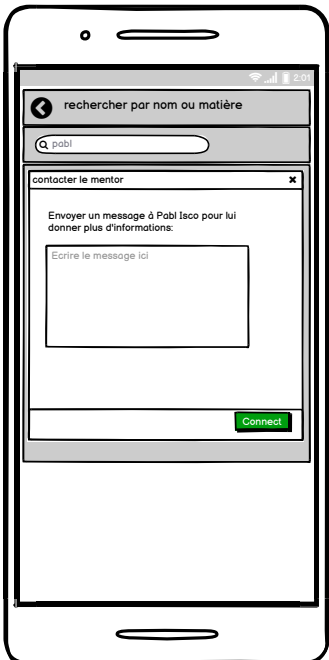 2:01
rechercher par nom ou matière
pabl
contacter le mentor
Envoyer un message à Pabl Isco pour lui
donner plus d'informations:
Ecrire le message ici
Connect